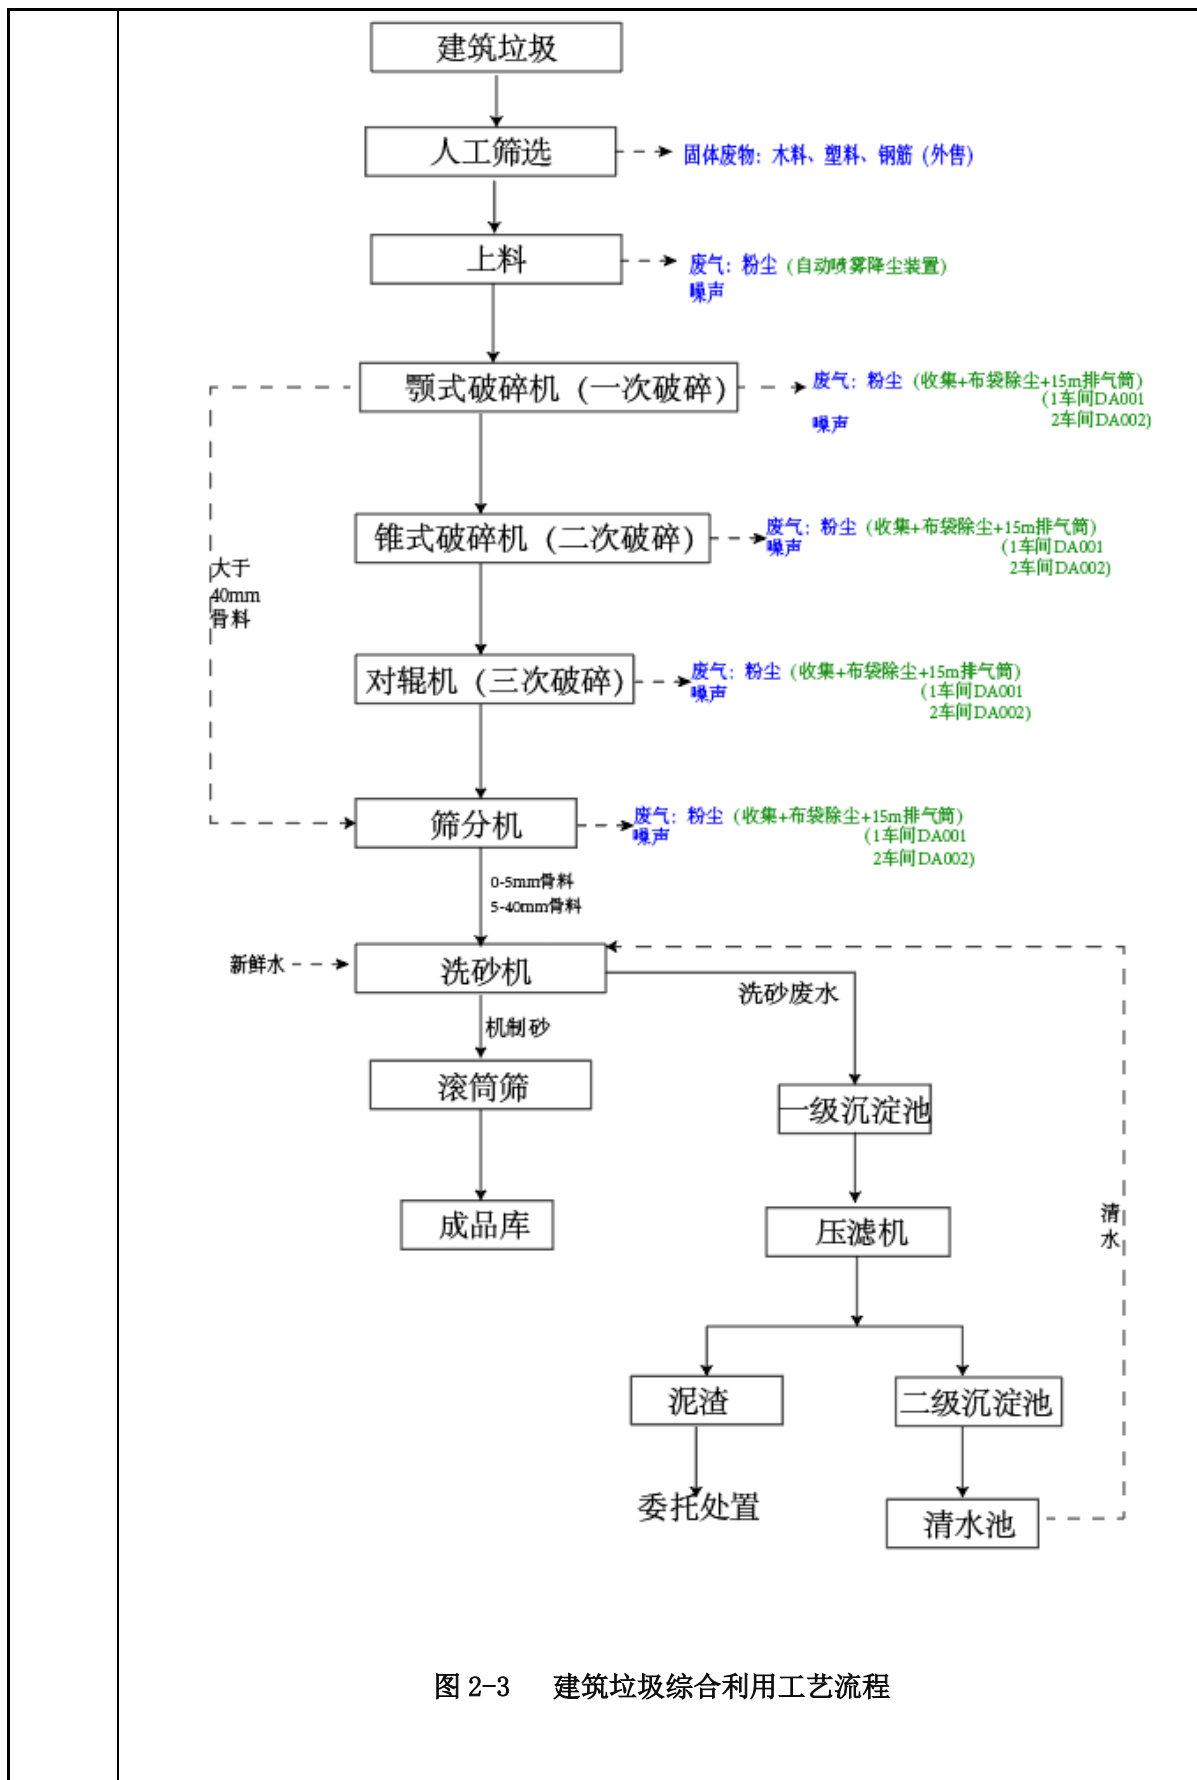 建筑垃圾
人工筛选
固体废物：木料、塑料、钢筋（外售）
上料
废气：粉尘（自动喷雾降尘装置）
噪声
颚式破碎机（一次破碎）
废气：粉尘（收集+布袋除尘+15m排气筒）
（1车间DA001
噪声
2车间DA002）
锥式破碎机（二次破碎）
废气：粉尘（收集+布袋除尘+15m排气筒）
噪声
（1车间DA001
2车间DA002）
大于
40mm
骨料
对辊机（三次破碎）
废气：粉尘（收集+布袋除尘+15m排气筒）
噪声
（1车间DA001
2车间DA002）
筛分机
废气：粉尘（收集+布袋除尘+15m排气筒）
噪声
（1车间DA001
2车间DA002）
0-5mm骨料
5-40mm骨料
新鲜水
洗砂机
洗砂废水
机制砂
滚筒筛
一级沉淀池
成品库
压滤机
清
水
泥渣
二级沉淀池
委托处置
清水池
图 2-3 建筑垃圾综合利用工艺流程